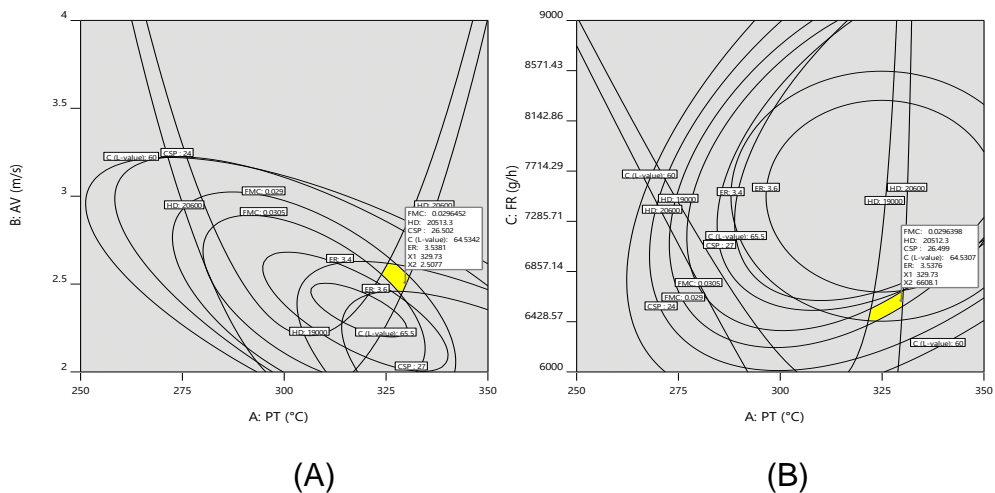 4
3.5
3
2.5
2
B: AV (m/s)
250
275
300
325
350
A: PT (°C)
C (L-value): 60
CSP : 24
HD: 20600
FMC: 0.029
FMC: 0.0305
HD: 20600
ER: 3.4
ER: 3.6
HD: 19000
C (L-value): 65.5
CSP : 27
FMC: 0.0296452
HD: 20513.3
CSP : 26.502
C (L-value): 64.5342
ER: 3.5381
X1 329.73
X2 2.5077
(A)
9000
8571.43
8142.86
7714.29
7285.71
6857.14
6428.57
6000
C: FR (g/h)
250
275
300
325
350
A: PT (°C)
C (L-value): 60
HD: 19000
HD: 20600
ER: 3.4
ER: 3.6
HD: 20600
HD: 19000
C (L-value): 65.5
CSP : 27
FMC: 0.0305
FMC: 0.029
CSP : 24
C (L-value): 60
FMC: 0.0296398
HD: 20512.3
CSP : 26.499
C (L-value): 64.5307
ER: 3.5376
X1 329.73
X2 6608.1
(B)